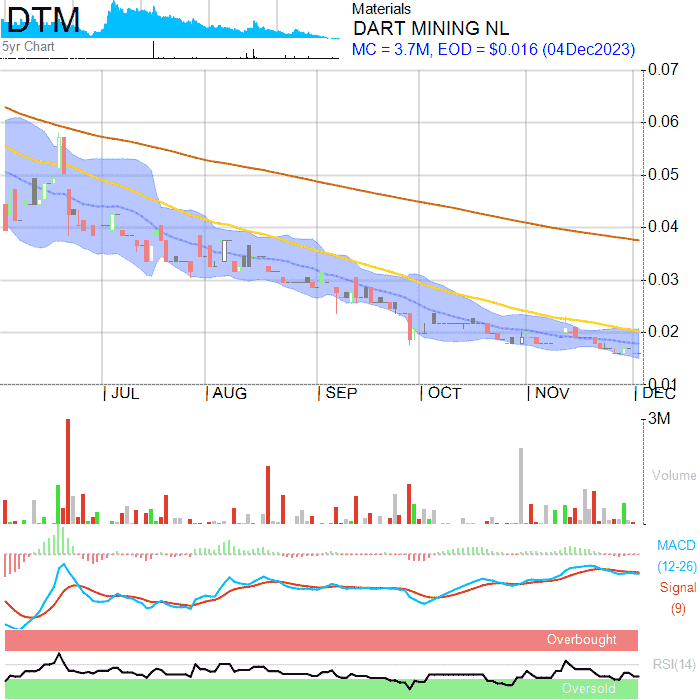 DTM
5yr Chart
Materials
DART MINING NL
MC = 3.7M, EOD = $0.016 (04Dec2023)
0.07
0.06
0.05
0.04
0.03
0.02
0.01
JUL AUG SEP OCT NOV DEC
3M
Volume
MACD
(12-26)
Signal
(9)
Overbought
RSI(14)
Oversold